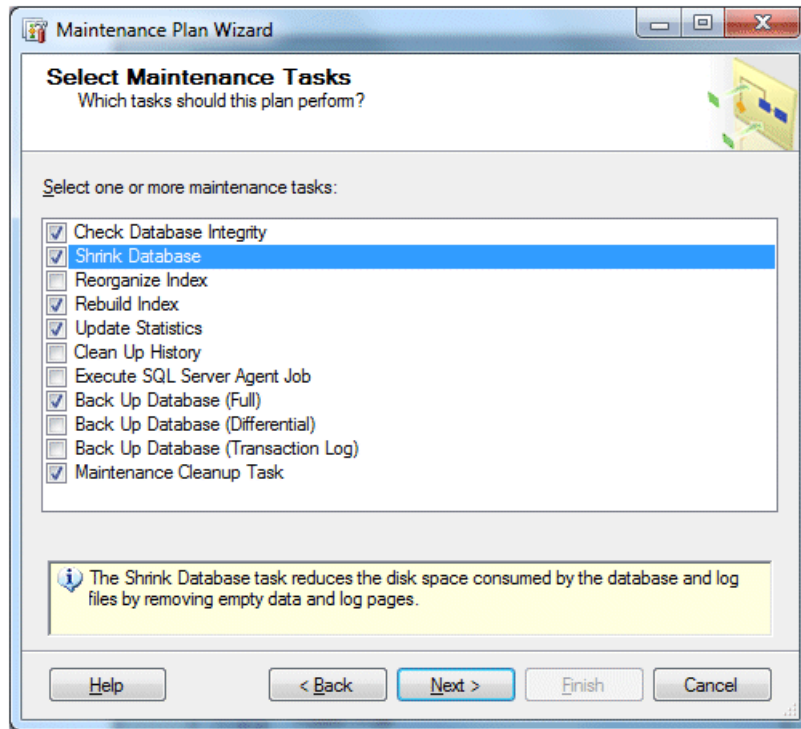 Maintenance Plan Wizard
Select Maintenance Tasks
Which tasks should this plan perform?
Select one or more maintenance tasks:
Check Database Integrity
Shrink Database
Reorganize Index
Rebuild Index
Update Statistics
Clean Up History
Execute SQL Server Agent Job
Back Up Database (Full)
Back Up Database (Differential)
Back Up Database (Transaction Log)
Maintenance Cleanup Task
The Shrink Database task reduces the disk space consumed by the database and log
files by removing empty data and log pages.
Help
< Back
Next >
Finish
Cancel